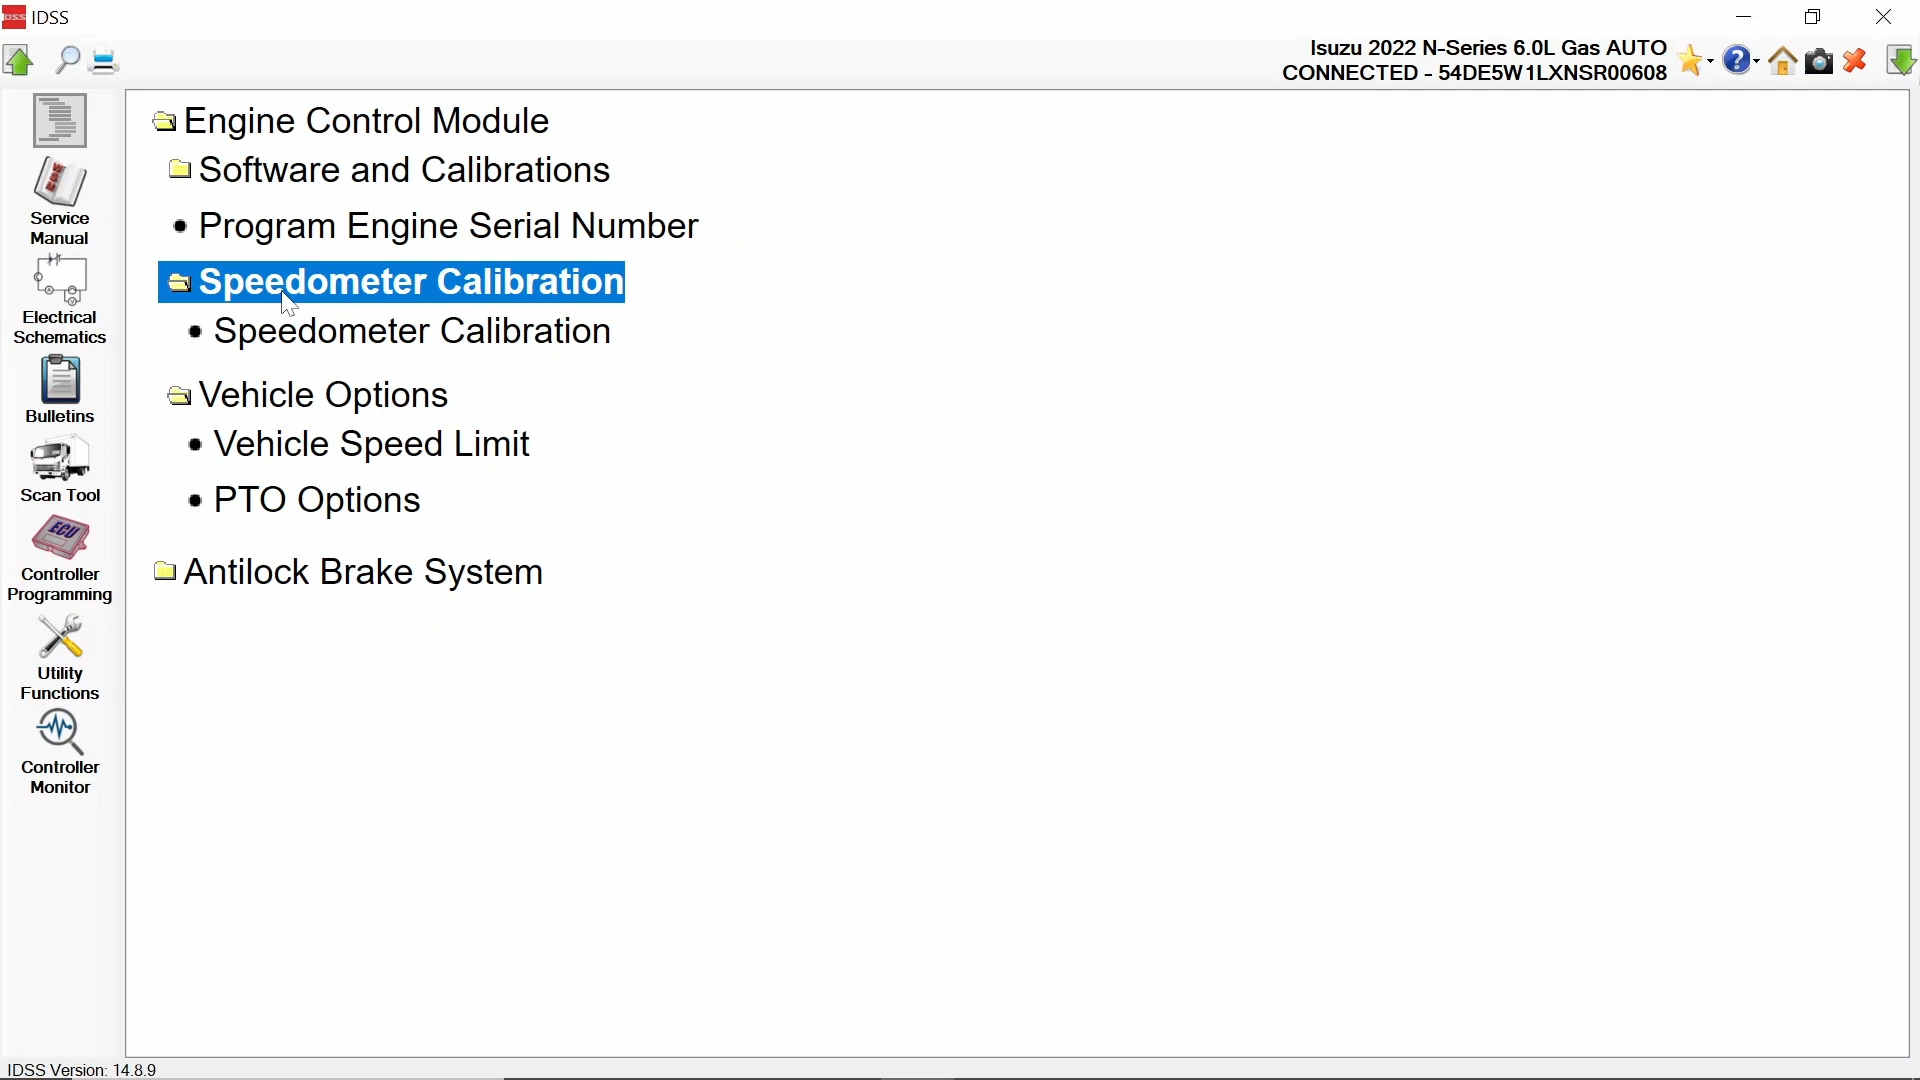 IDSS
Isuzu 2022 N-Series 6.0L Gas AUTO
CONNECTED - 54DE5W1LXNSR00608
Service
Manual
Electrical
Schematics
Bulletins
Scan Tool
ECU
Controller
Programming
Utility
Functions
Controller
Monitor
Engine Control Module
Software and Calibrations
Program Engine Serial Number
Speedometer Calibration
Speedometer Calibration
Vehicle Options
Vehicle Speed Limit
PTO Options
Antilock Brake System
IDSS Version: 14.8.9